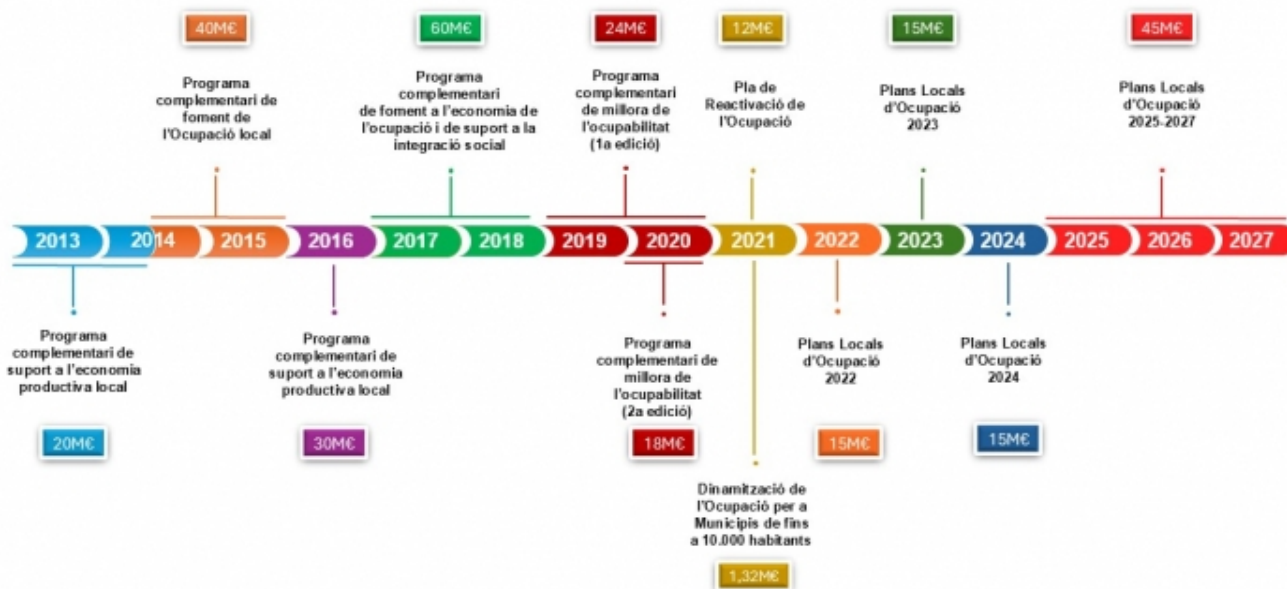 40M€
60M€
24M€
12M€
15M€
45M€
Programa
complementari de
foment de
l'Ocupació local
Programa
complementari
de foment a l'economia de
l'ocupació i de suport a la
integració social
Programa
complementari
de millora de
l'ocupabilitat
(1a edició)
Pla de
Reactivació de
l'Ocupació
Plans Locals
d'Ocupació
2023
Plans Locals
d'Ocupació
2025-2027
2013
2014
2015
2016
2017
2018
2019
2020
2021
2022
2023
2024
2025
2026
2027
Programa
complementari de
suport a l'economia
productiva local
20M€
Programa
complementari de
suport a l'economia
productiva local
30M€
Programa
complementari de
millora de
l'ocupabilitat
(2a edició)
18M€
Dinamització de
l'Ocupació per a
Municipis de fins
a 10.000 habitants
1,32M€
Plans Locals
d'Ocupació
2022
15M€
Plans Locals
d'Ocupació
2024
15M€